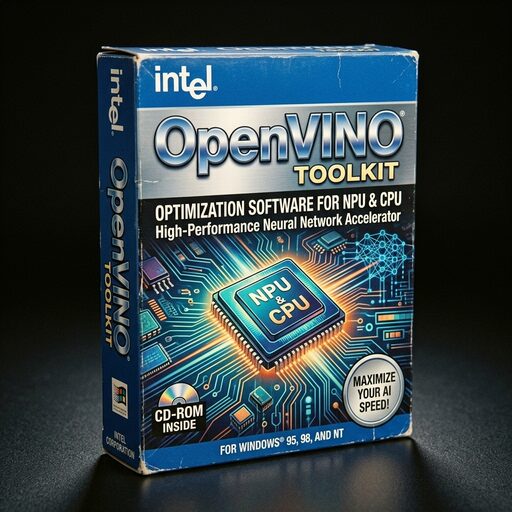 intel®
OpenVINO®
TOOLKIT
OPTIMIZATION SOFTWARE FOR NPU & CPU
High-Performance Neural Network Accelerator
NPU
&
CPU
MAXIMIZE
YOUR AI
SPEED!
CD-ROM
INSIDE
FOR WINDOWS® 95, 98, AND NT
intel®
OpenVINO®
TOOLKIT
INTEL
CORPORATION